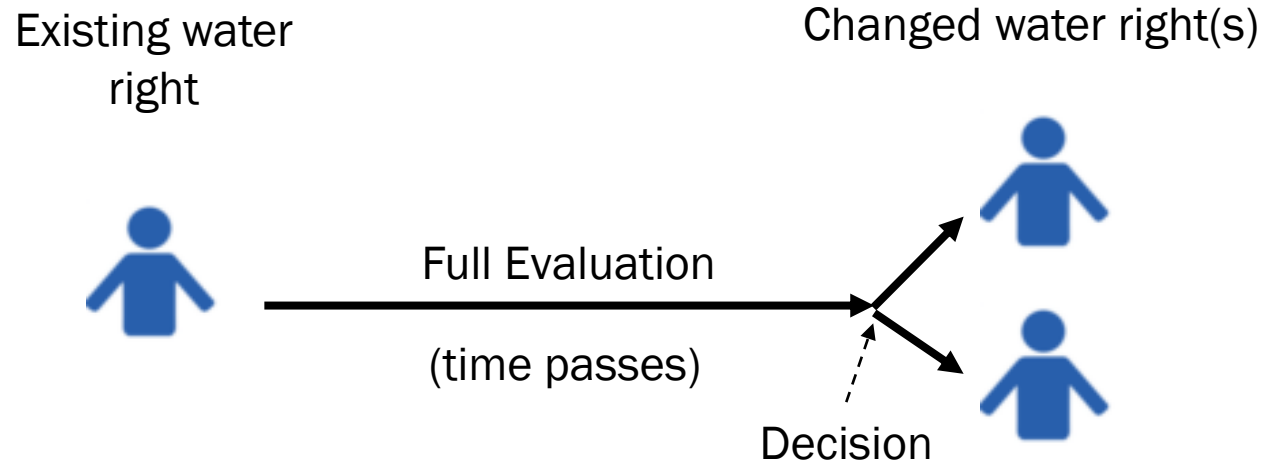 Existing water
right
Changed water right(s)
Full Evaluation
(time passes)
Decision